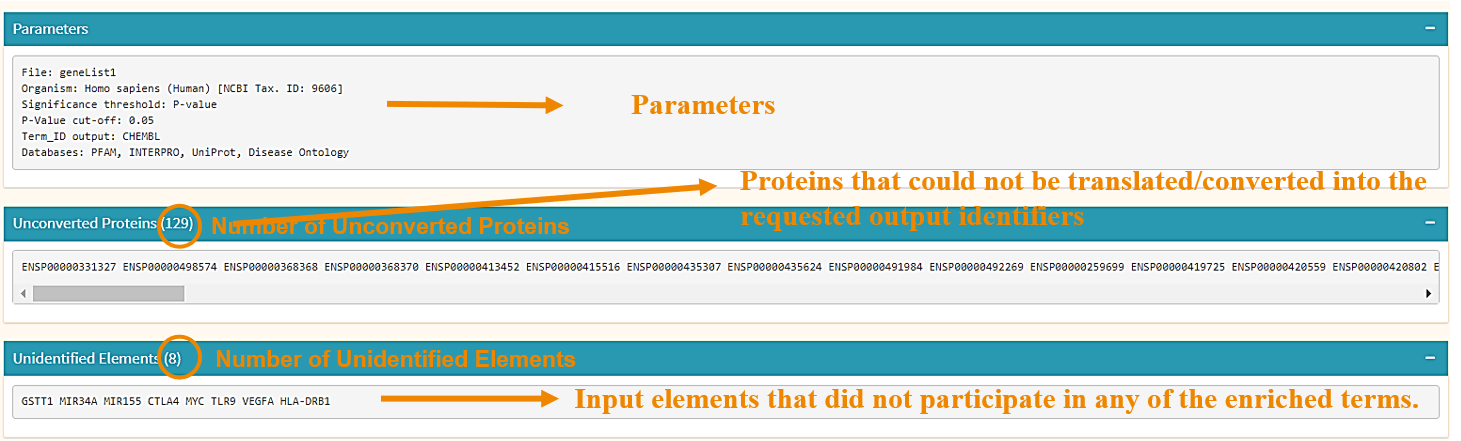 Parameters
File: geneList1
Organism: Homo sapiens (Human) [NCBI Tax. ID: 9606]
Significance threshold: P-value
P-Value cut-off: 0.05
Term_ID output: CHEMBL
Databases: PFAM, INTERPRO, UniProt, Disease Ontology
Parameters
Proteins that could not be translated/converted into the
requested output identifiers
Unconverted Proteins (129) Number of Unconverted Proteins
ENSP00000331327 ENSP00000498574 ENSP00000368368 ENSP00000368370 ENSP00000413452 ENSP00000415516 ENSP00000435307 ENSP00000435624 ENSP00000491984 ENSP00000492269 ENSP00000259699 ENSP00000419725 ENSP00000420559 ENSP00000420802 E
Unidentified Elements (8) Number of Unidentified Elements
GSTT1 MIR34A MIR155 CTLA4 MYC TLR9 VEGFA HLA-DRB1
Input elements that did not participate in any of the enriched terms.